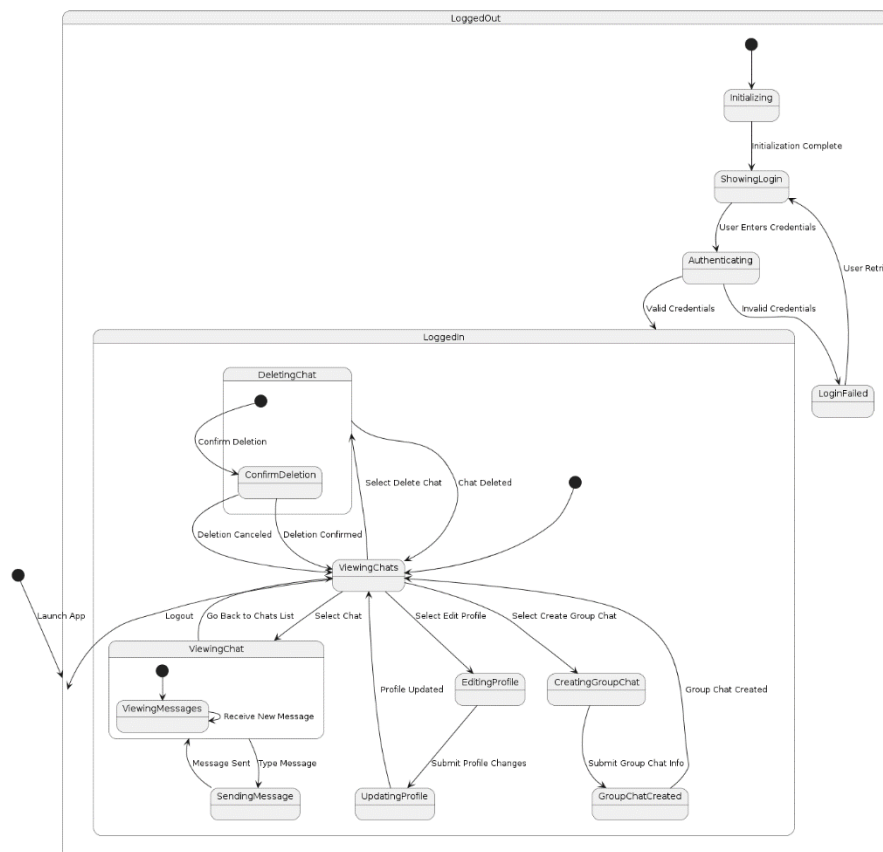 LoggedOut
Initializing
Initialization Complete
ShowingLogin
User Enters Credentials
Authenticating
User Retri
Valid Credentials
Invalid Credentials
LoggedIn
DeletingChat
LoginFailed
Confirm Deletion
ConfirmDeletion
Select Delete Chat
Chat Deleted
Deletion Canceled
Deletion Confirmed
ViewingChats
Launch App
Logout
Go Back to Chats List
Select Chat
Select Edit Profile
Select Create Group Chat
ViewingChat
ViewingMessages
Receive New Message
Profile Updated
EditingProfile
CreatingGroupChat
Group Chat Created
Message Sent
Type Message
Submit Profile Changes
Submit Group Chat Info
SendingMessage
UpdatingProfile
GroupChatCreated